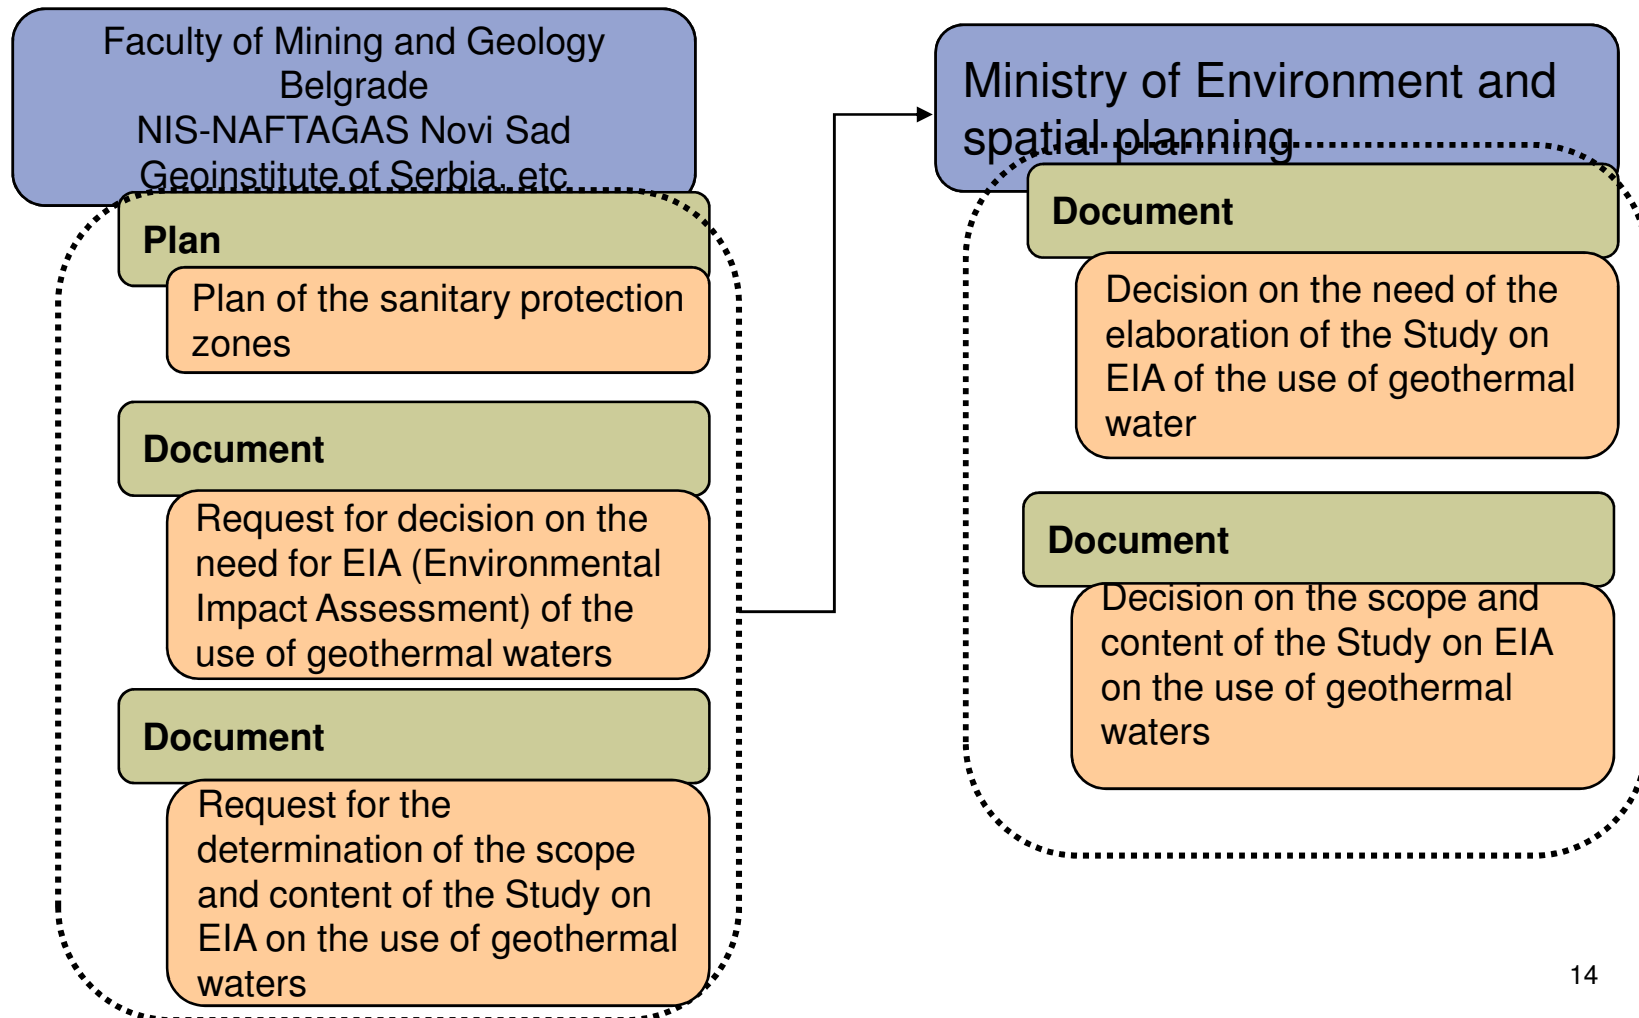 Faculty of Mining and Geology
Belgrade
NIS-NAFTAGAS Novi Sad
Geoinstitute of Serbia, etc
Plan
Plan of the sanitary protection
zones
Document
Request for decision on the
need for EIA (Environmental
Impact Assessment) of the
use of geothermal waters
Document
Request for the
determination of the scope
and content of the Study on
EIA on the use of geothermal
waters
Ministry of Environment and
spatial planning
Document
Decision on the need of the
elaboration of the Study on
EIA of the use of geothermal
water
Document
Decision on the scope and
content of the Study on EIA
on the use of geothermal
waters
14